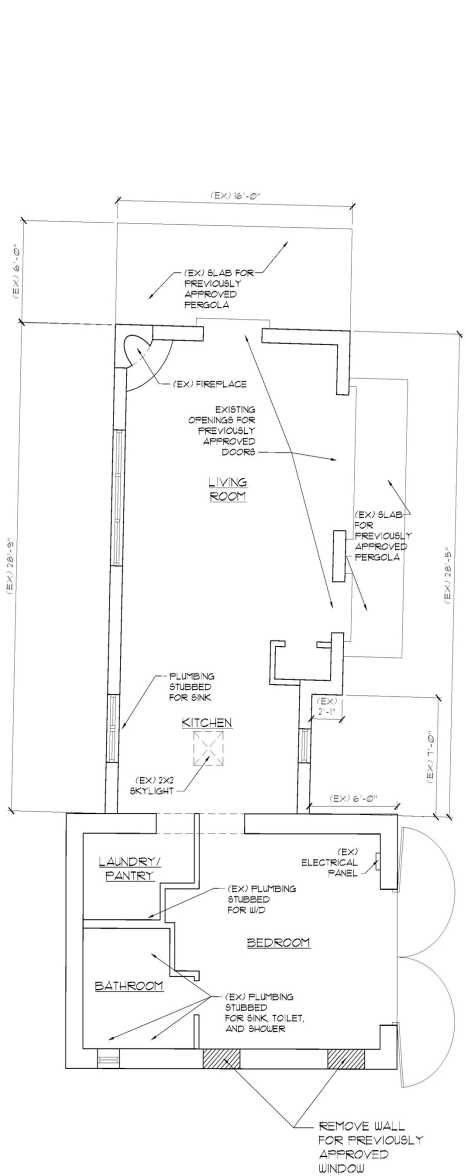 (EX) 16'-0"
(EX) 6'-0"
(EX) SLAB FOR
PREVIOUSLY
APPROVED
PERGOLA
(EX) FIREPLACE
EXISTING
OPENINGS FOR
PREVIOUSLY
APPROVED
DOORS
LIVING
ROOM
(EX) SLAB
FOR
PREVIOUSLY
APPROVED
PERGOLA
(EX) 28'-9"
(EX) 28'-5"
PLUMBING
STUBBED
FOR SINK
KITCHEN
(EX)
2'-1"
(EX) 7'-0"
(EX) 2X2
SKYLIGHT
(EX) 6'-0"
LAUNDRY/
PANTRY
(EX)
ELECTRICAL
PANEL
(EX) PLUMBING
STUBBED
FOR W/D
BEDROOM
BATHROOM
(EX) PLUMBING
STUBBED
FOR SINK, TOILET,
AND SHOWER
REMOVE WALL
FOR PREVIOUSLY
APPROVED
WINDOW